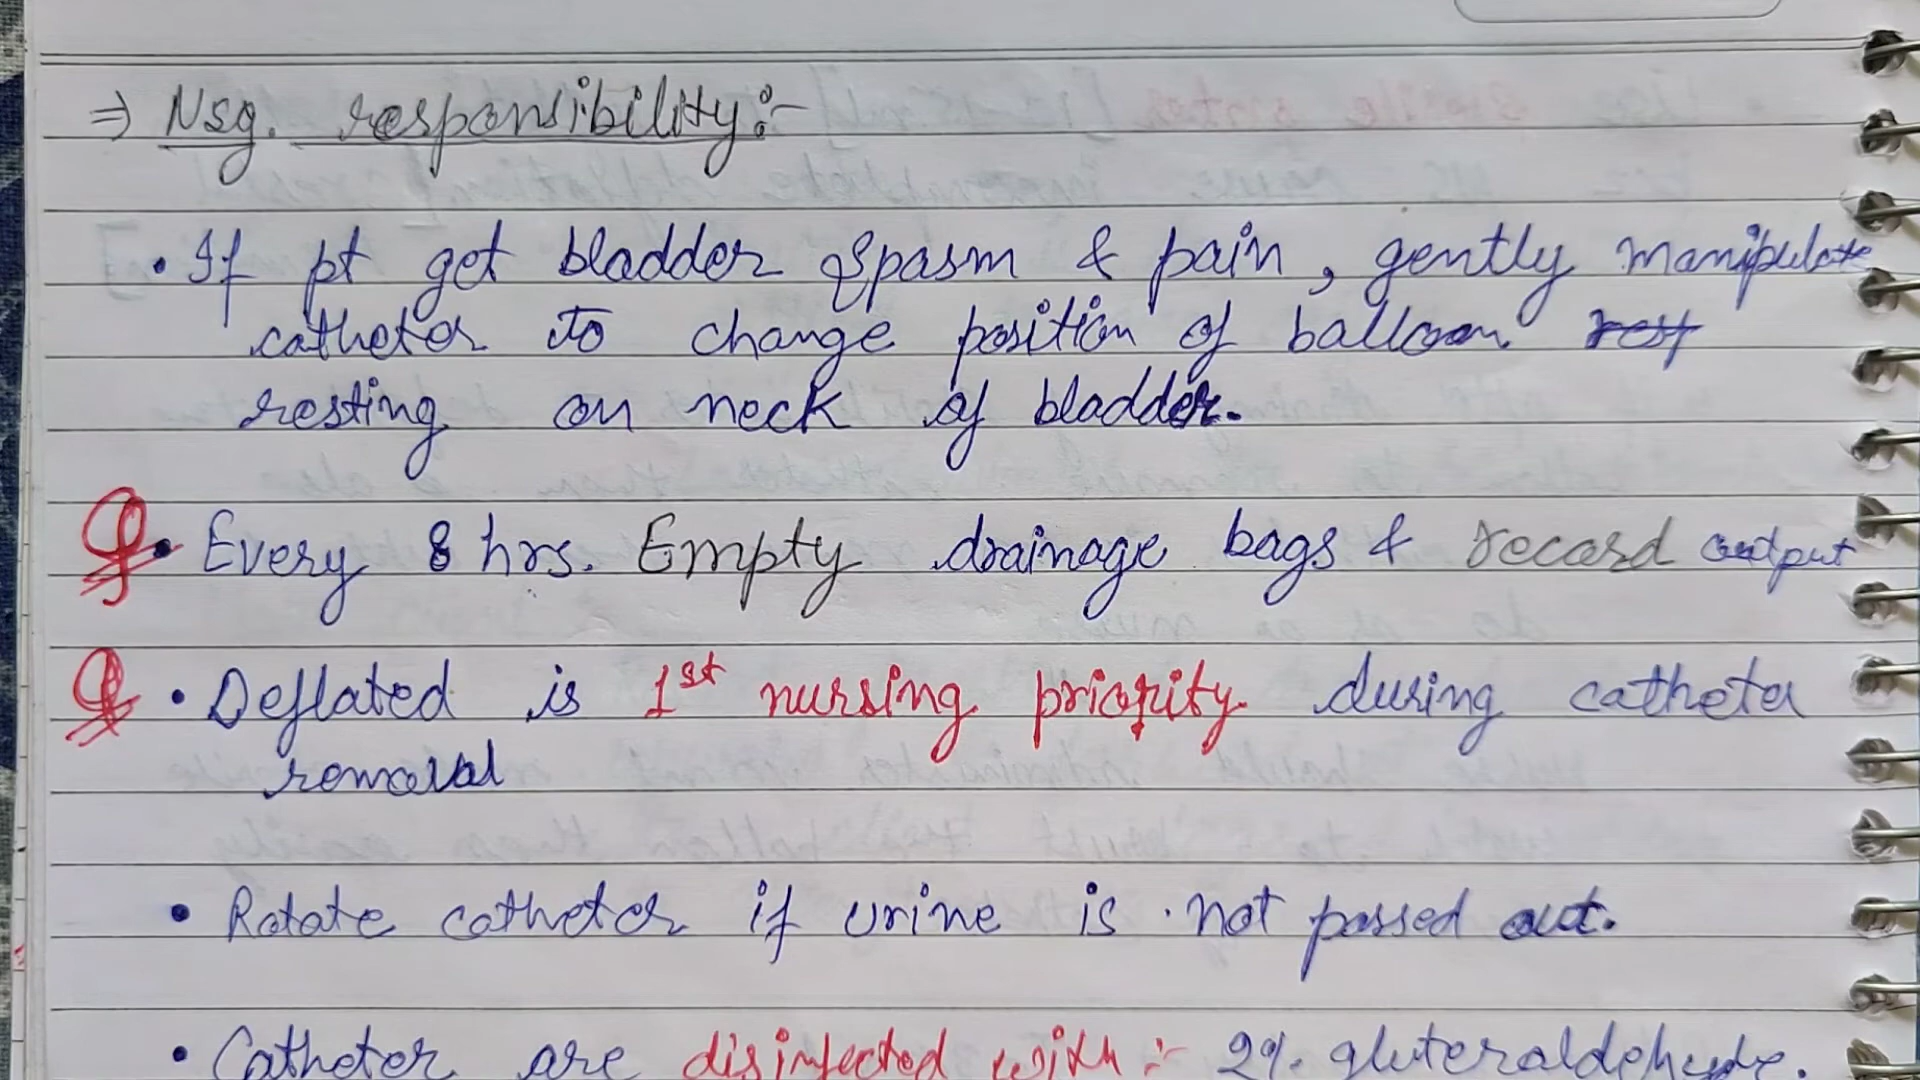 ⇒ Nsg. responsibility:-
• If pt get bladder spasm & pain, gently manipulate
catheter to change position of balloon rest
resting on neck of bladder.
Q • Every 8 hrs. Empty drainage bags & record output
Q • Deflated is 1st nursing priority during catheter
removal
• Rotate catheter if urine is not passed out.
• Catheter are disinfected with :- 2% gluteraldehyde.